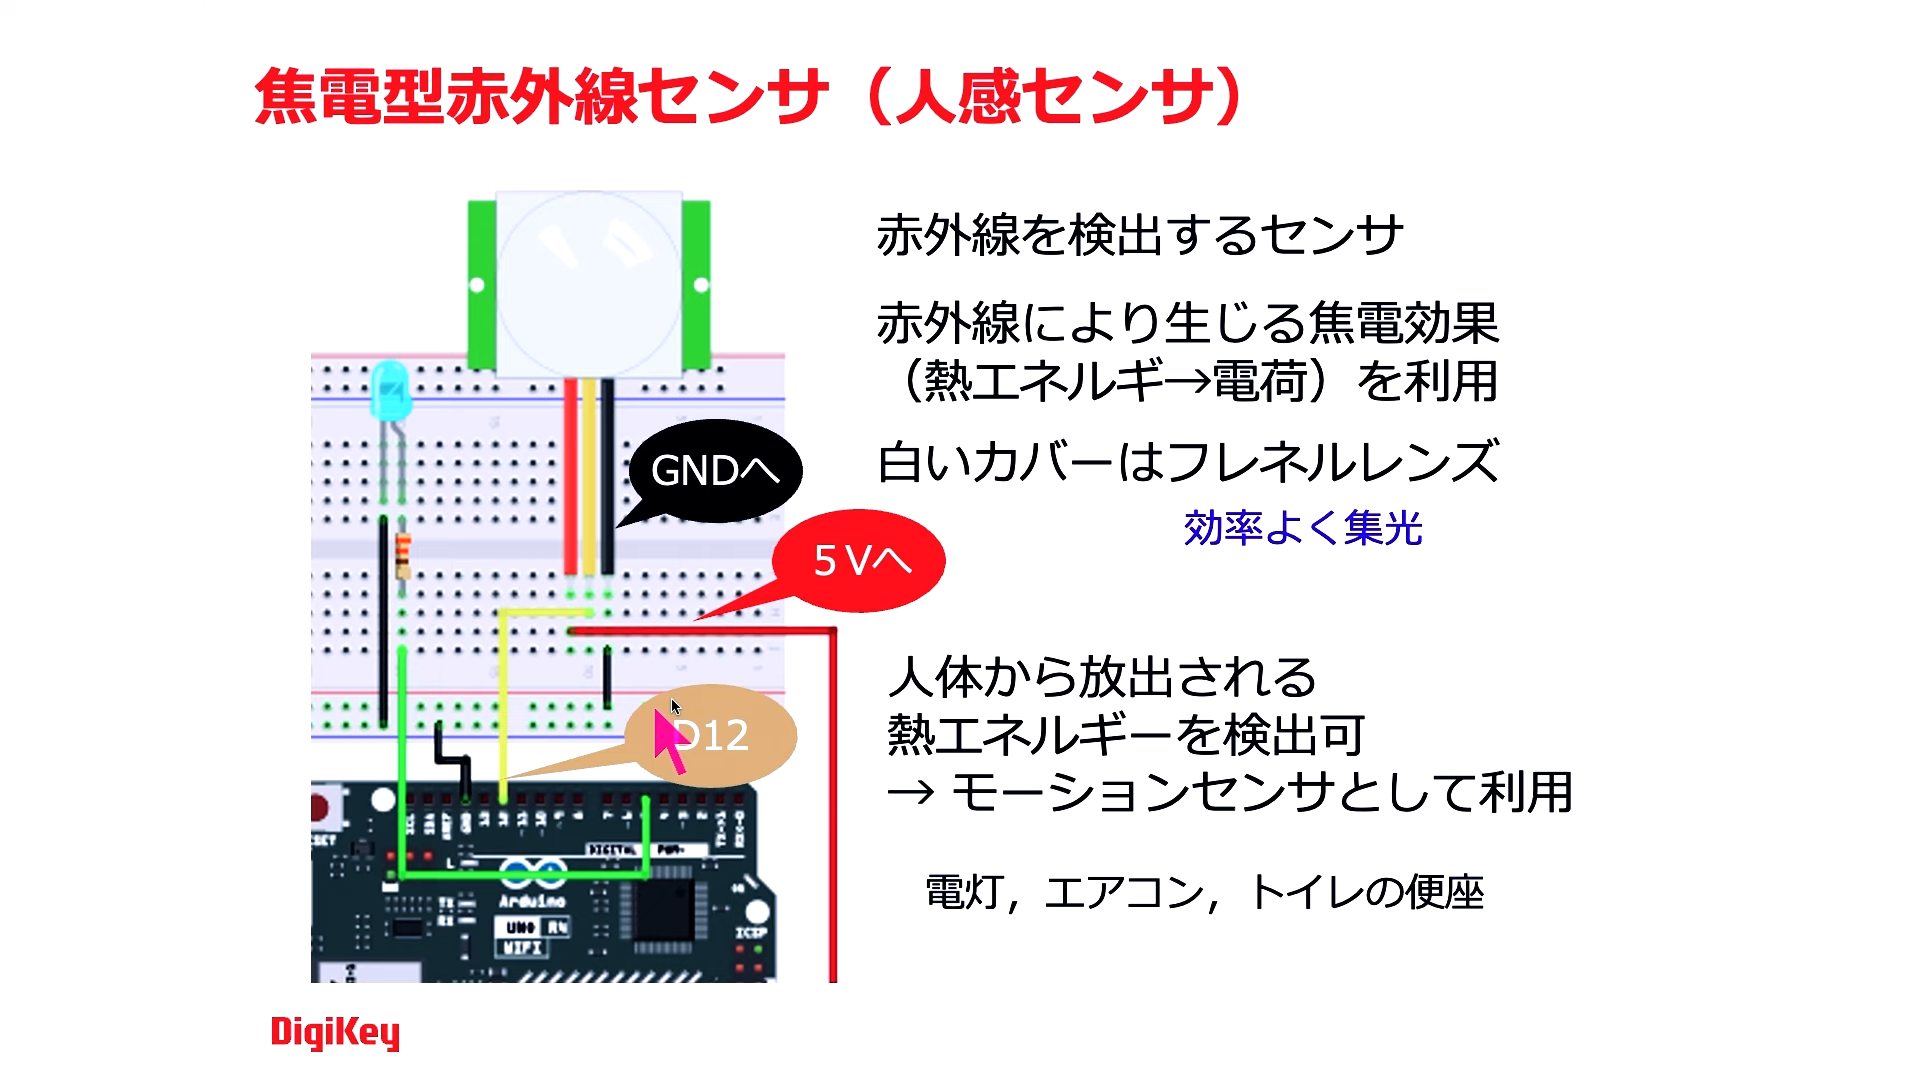 焦電型赤外線センサ（人感センサ）
赤外線を検出するセンサ
赤外線により生じる焦電効果
（熱エネルギ→電荷）を利用
白いカバーはフレネルレンズ
効率よく集光
GNDへ
５Vへ
D12
人体から放出される
熱エネルギーを検出可
→ モーションセンサとして利用
電灯，エアコン，トイレの便座
L
TX
RX
DIGITAL
Arduino
UNO R4
WIFI
ICSP
DigiKey